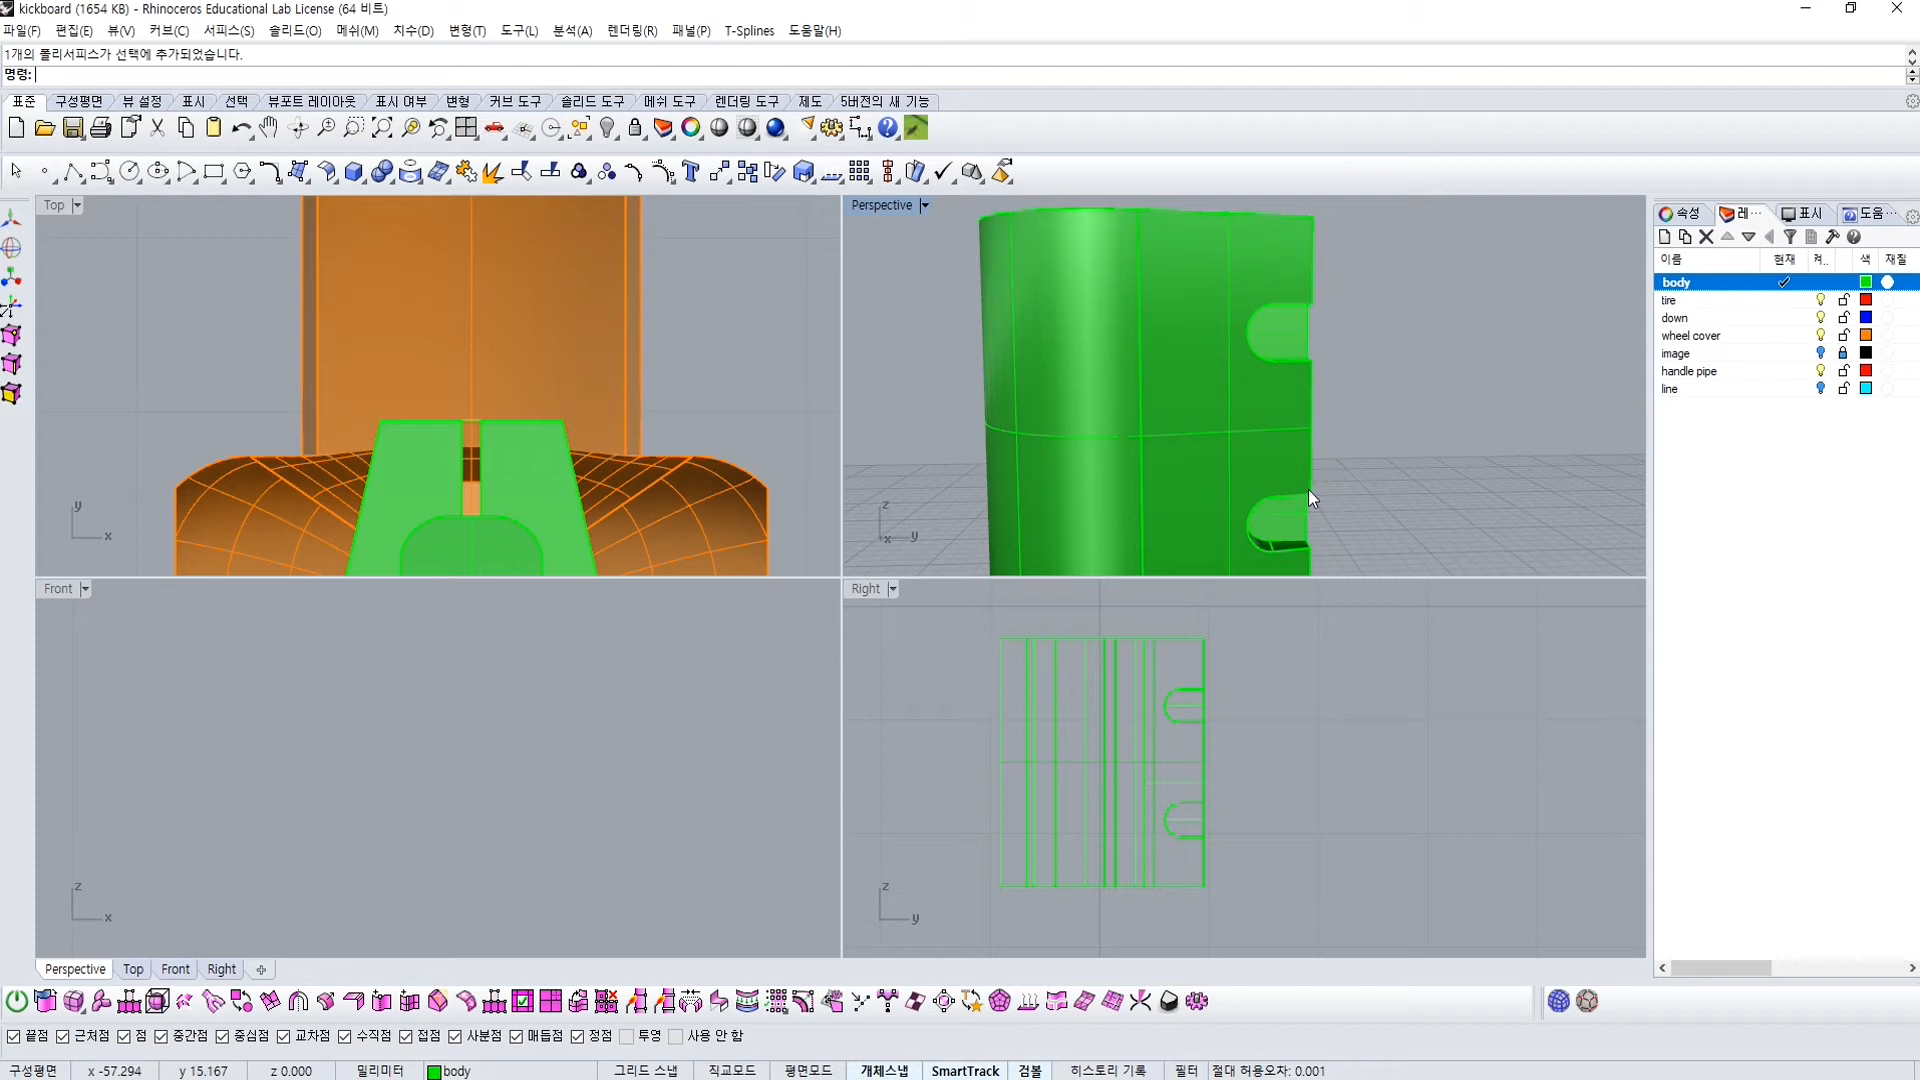 kickboard (1654 KB) - Rhinoceros Educational Lab License (64 비트)
파일(F) 편집(E) 뷰(V) 커브(C) 서피스(S) 솔리드(O) 메쉬(M) 치수(D) 변형(T) 도구(L) 분석(A) 렌더링(R) 패널(P) T-Splines 도움말(H)
1개의 폴리서피스가 선택에 추가되었습니다.
명령:
표준 구성평면 뷰 설정 표시 선택 뷰포트 레이아웃 표시 여부 변형 커브 도구 솔리드 도구 메쉬 도구 렌더링 도구 제도 5버전의 새 기능
Top
y
x
Perspective
z
x y
Front
z
x
Right
z
y
속성 레… 표시 도움…
이름 현재 켜.. 색 재질
body
tire
down
wheel cover
image
handle pipe
line
Perspective Top Front Right
끝점 근처점 점 중간점 중심점 교차점 수직점 접점 사분점 매듭점 정점 투영 사용 안 함
구성평면 x -57.294 y 15.167 z 0.000 밀리미터 body 그리드 스냅 직교모드 평면모드 개체스냅 SmartTrack 검볼 히스토리 기록 필터 절대 허용오차: 0.001